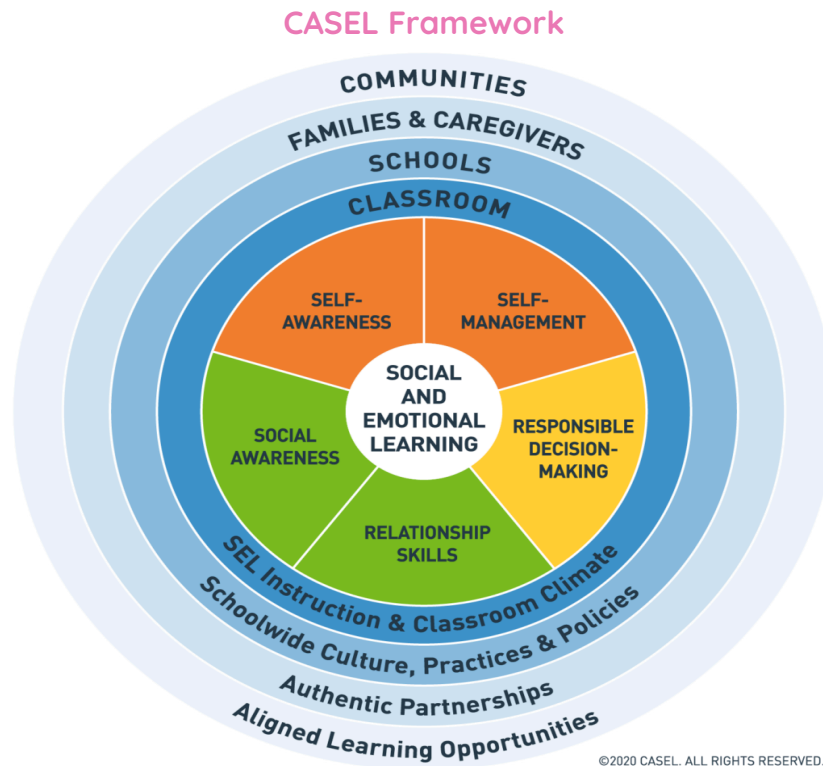 CASEL Framework
COMMUNITIES
FAMILIES & CAREGIVERS
SCHOOLS
CLASSROOM
SELF-
AWARENESS
SELF-
MANAGEMENT
SOCIAL
AND
EMOTIONAL
LEARNING
SOCIAL
AWARENESS
RESPONSIBLE
DECISION-
MAKING
RELATIONSHIP
SKILLS
SEL Instruction & Classroom Climate
Schoolwide Culture, Practices & Policies
Authentic Partnerships
Aligned Learning Opportunities
©2020 CASEL. ALL RIGHTS RESERVED.